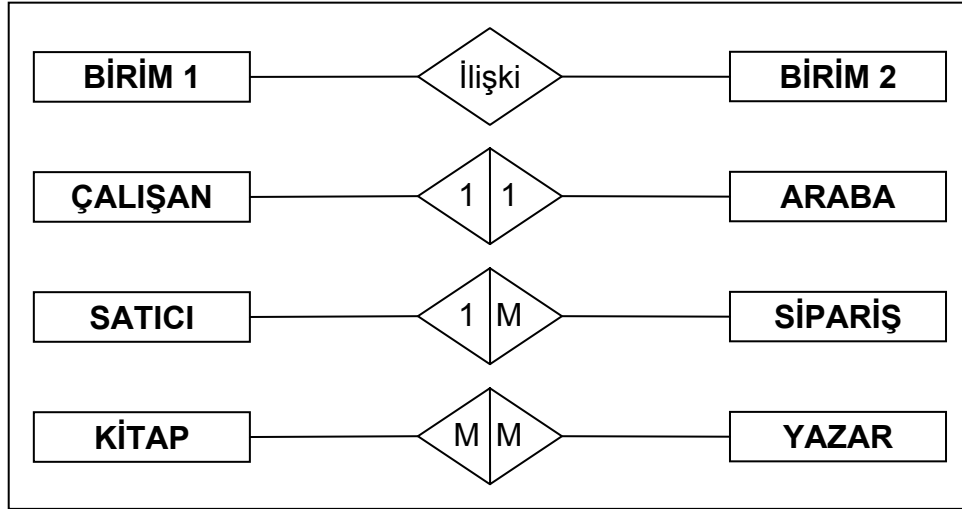 BİRİM 1 İlişki BİRİM 2
ÇALIŞAN 1 1 ARABA
SATICI 1 M SİPARİŞ
KİTAP M M YAZAR